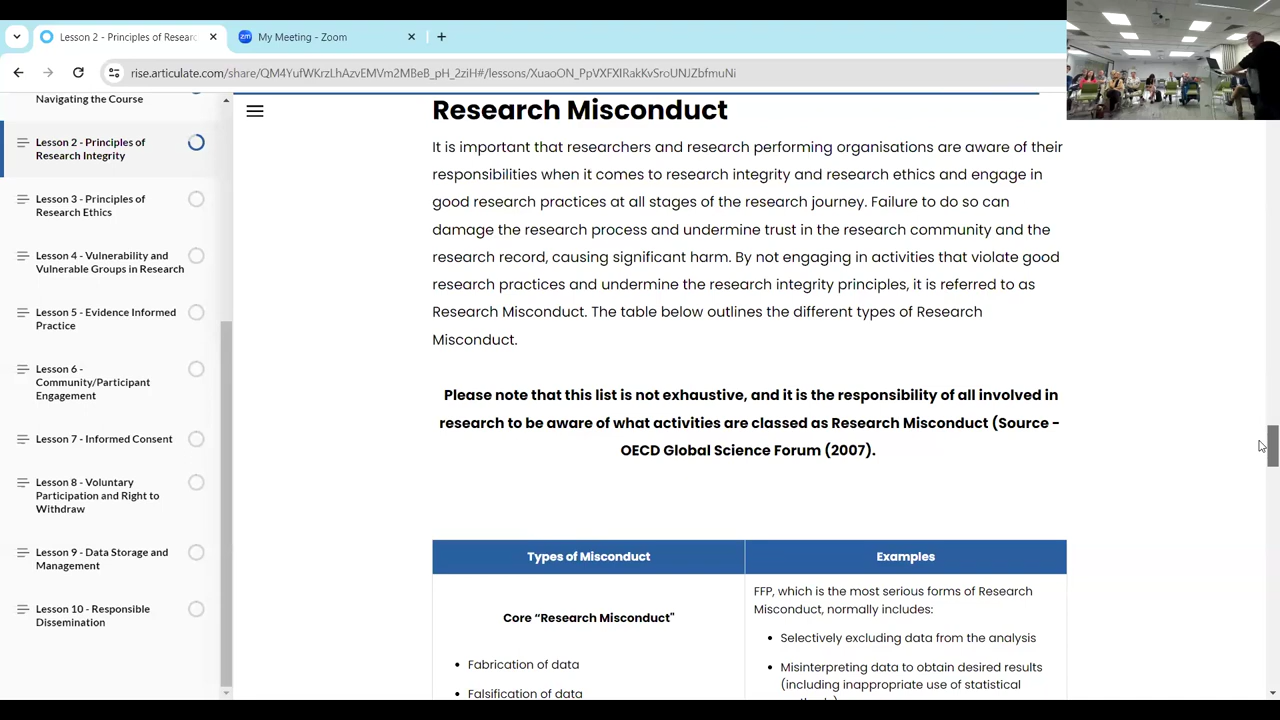 Lesson 2 - Principles of Researc
My Meeting - Zoom
rise.articulate.com/share/QM4YufWKrzLhAzvEMVm2MBeB_pH_2ziH#/lessons/XuaoON_PpVXFXIRakKvSroUNJZbfmuNi
Navigating the Course
Lesson 2 - Principles of
Research Integrity
Lesson 3 - Principles of
Research Ethics
Lesson 4 - Vulnerability and
Vulnerable Groups in Research
Lesson 5 - Evidence Informed
Practice
Lesson 6 -
Community/Participant
Engagement
Lesson 7 - Informed Consent
Lesson 8 - Voluntary
Participation and Right to
Withdraw
Lesson 9 - Data Storage and
Management
Lesson 10 - Responsible
Dissemination
Research Misconduct
It is important that researchers and research performing organisations are aware of their
responsibilities when it comes to research integrity and research ethics and engage in
good research practices at all stages of the research journey. Failure to do so can
damage the research process and undermine trust in the research community and the
research record, causing significant harm. By not engaging in activities that violate good
research practices and undermine the research integrity principles, it is referred to as
Research Misconduct. The table below outlines the different types of Research
Misconduct.
Please note that this list is not exhaustive, and it is the responsibility of all involved in
research to be aware of what activities are classed as Research Misconduct (Source -
OECD Global Science Forum (2007).
Types of Misconduct
Examples
Core “Research Misconduct"
Fabrication of data
Falsification of data
FFP, which is the most serious forms of Research
Misconduct, normally includes:
Selectively excluding data from the analysis
Misinterpreting data to obtain desired results
(including inappropriate use of statistical